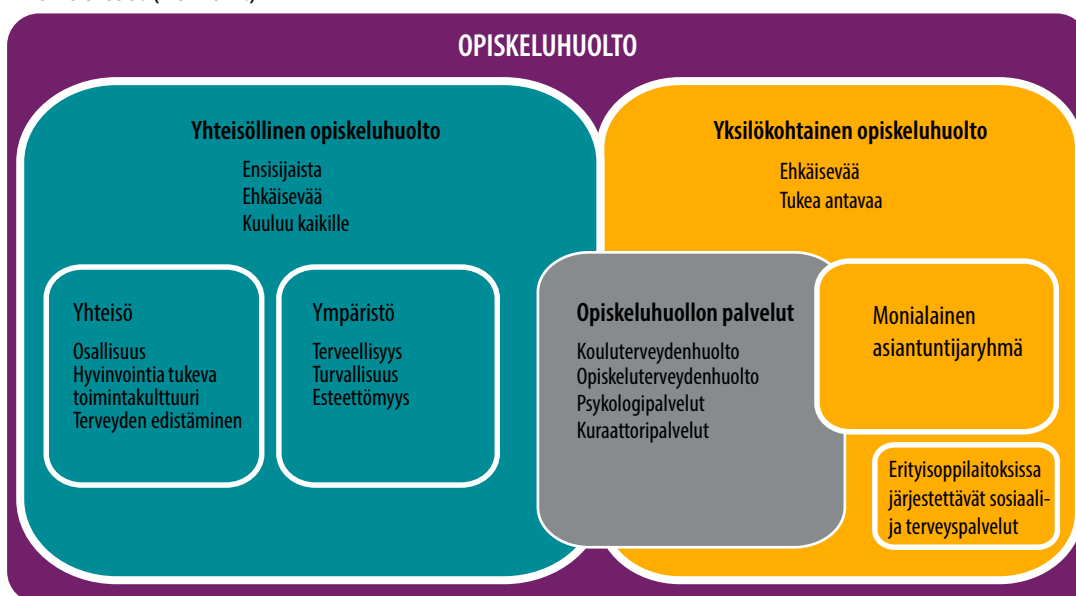 OPISKELUHUOLTO
Yhteisöllinen opiskeluhuolto
Ensisijaista
Ehkäisevää
Kuuluu kaikille
Yhteisö
Osallisuus
Hyvinvointia tukeva
toimintakulttuuri
Terveyden edistäminen
Ympäristö
Terveellisyys
Turvallisuus
Esteettömyys
Opiskeluhuollon palvelut
Kouluterveydenhuolto
Opiskeluterveydenhuolto
Psykologipalvelut
Kuraattoripalvelut
Yksilökohtainen opiskeluhuolto
Ehkäisevää
Tukea antavaa
Monialainen
asiantuntijaryhmä
Erityisoppilaitoksissa
järjestettävät sosiaali-
ja terveyspalvelut